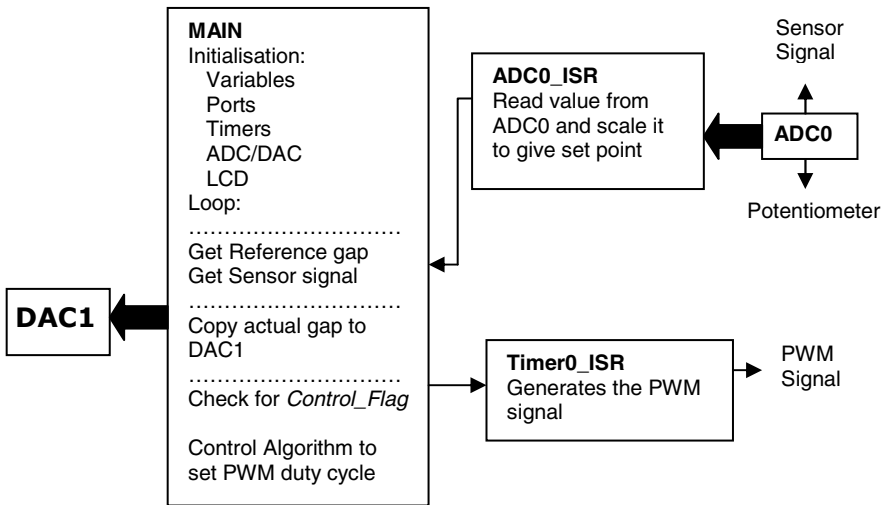 MAIN
Initialisation:
Variables
Ports
Timers
ADC/DAC
LCD
Loop:
…………………………
Get Reference gap
Get Sensor signal
…………………………
Copy actual gap to
DAC1
…………………………
Check for Control_Flag
Control Algorithm to
set PWM duty cycle
DAC1
ADC0_ISR
Read value from
ADC0 and scale it
to give set point
Sensor
Signal
ADC0
Potentiometer
Timer0_ISR
Generates the PWM
signal
PWM
Signal